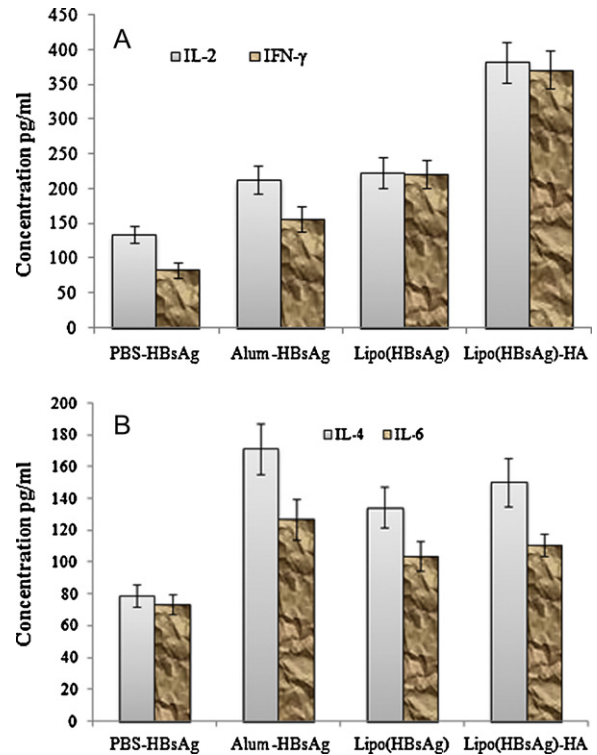 A
IL-2 IFN-γ
Concentration pg/ml
450
400
350
300
250
200
150
100
50
0
PBS-HBsAg Alum -HBsAg Lipo(HBsAg) Lipo(HBsAg)-HA
B
IL-4 IL-6
Concentration pg/ml
200
180
160
140
120
100
80
60
40
20
0
PBS-HBsAg Alum -HBsAg Lipo(HBsAg) Lipo(HBsAg)-HA